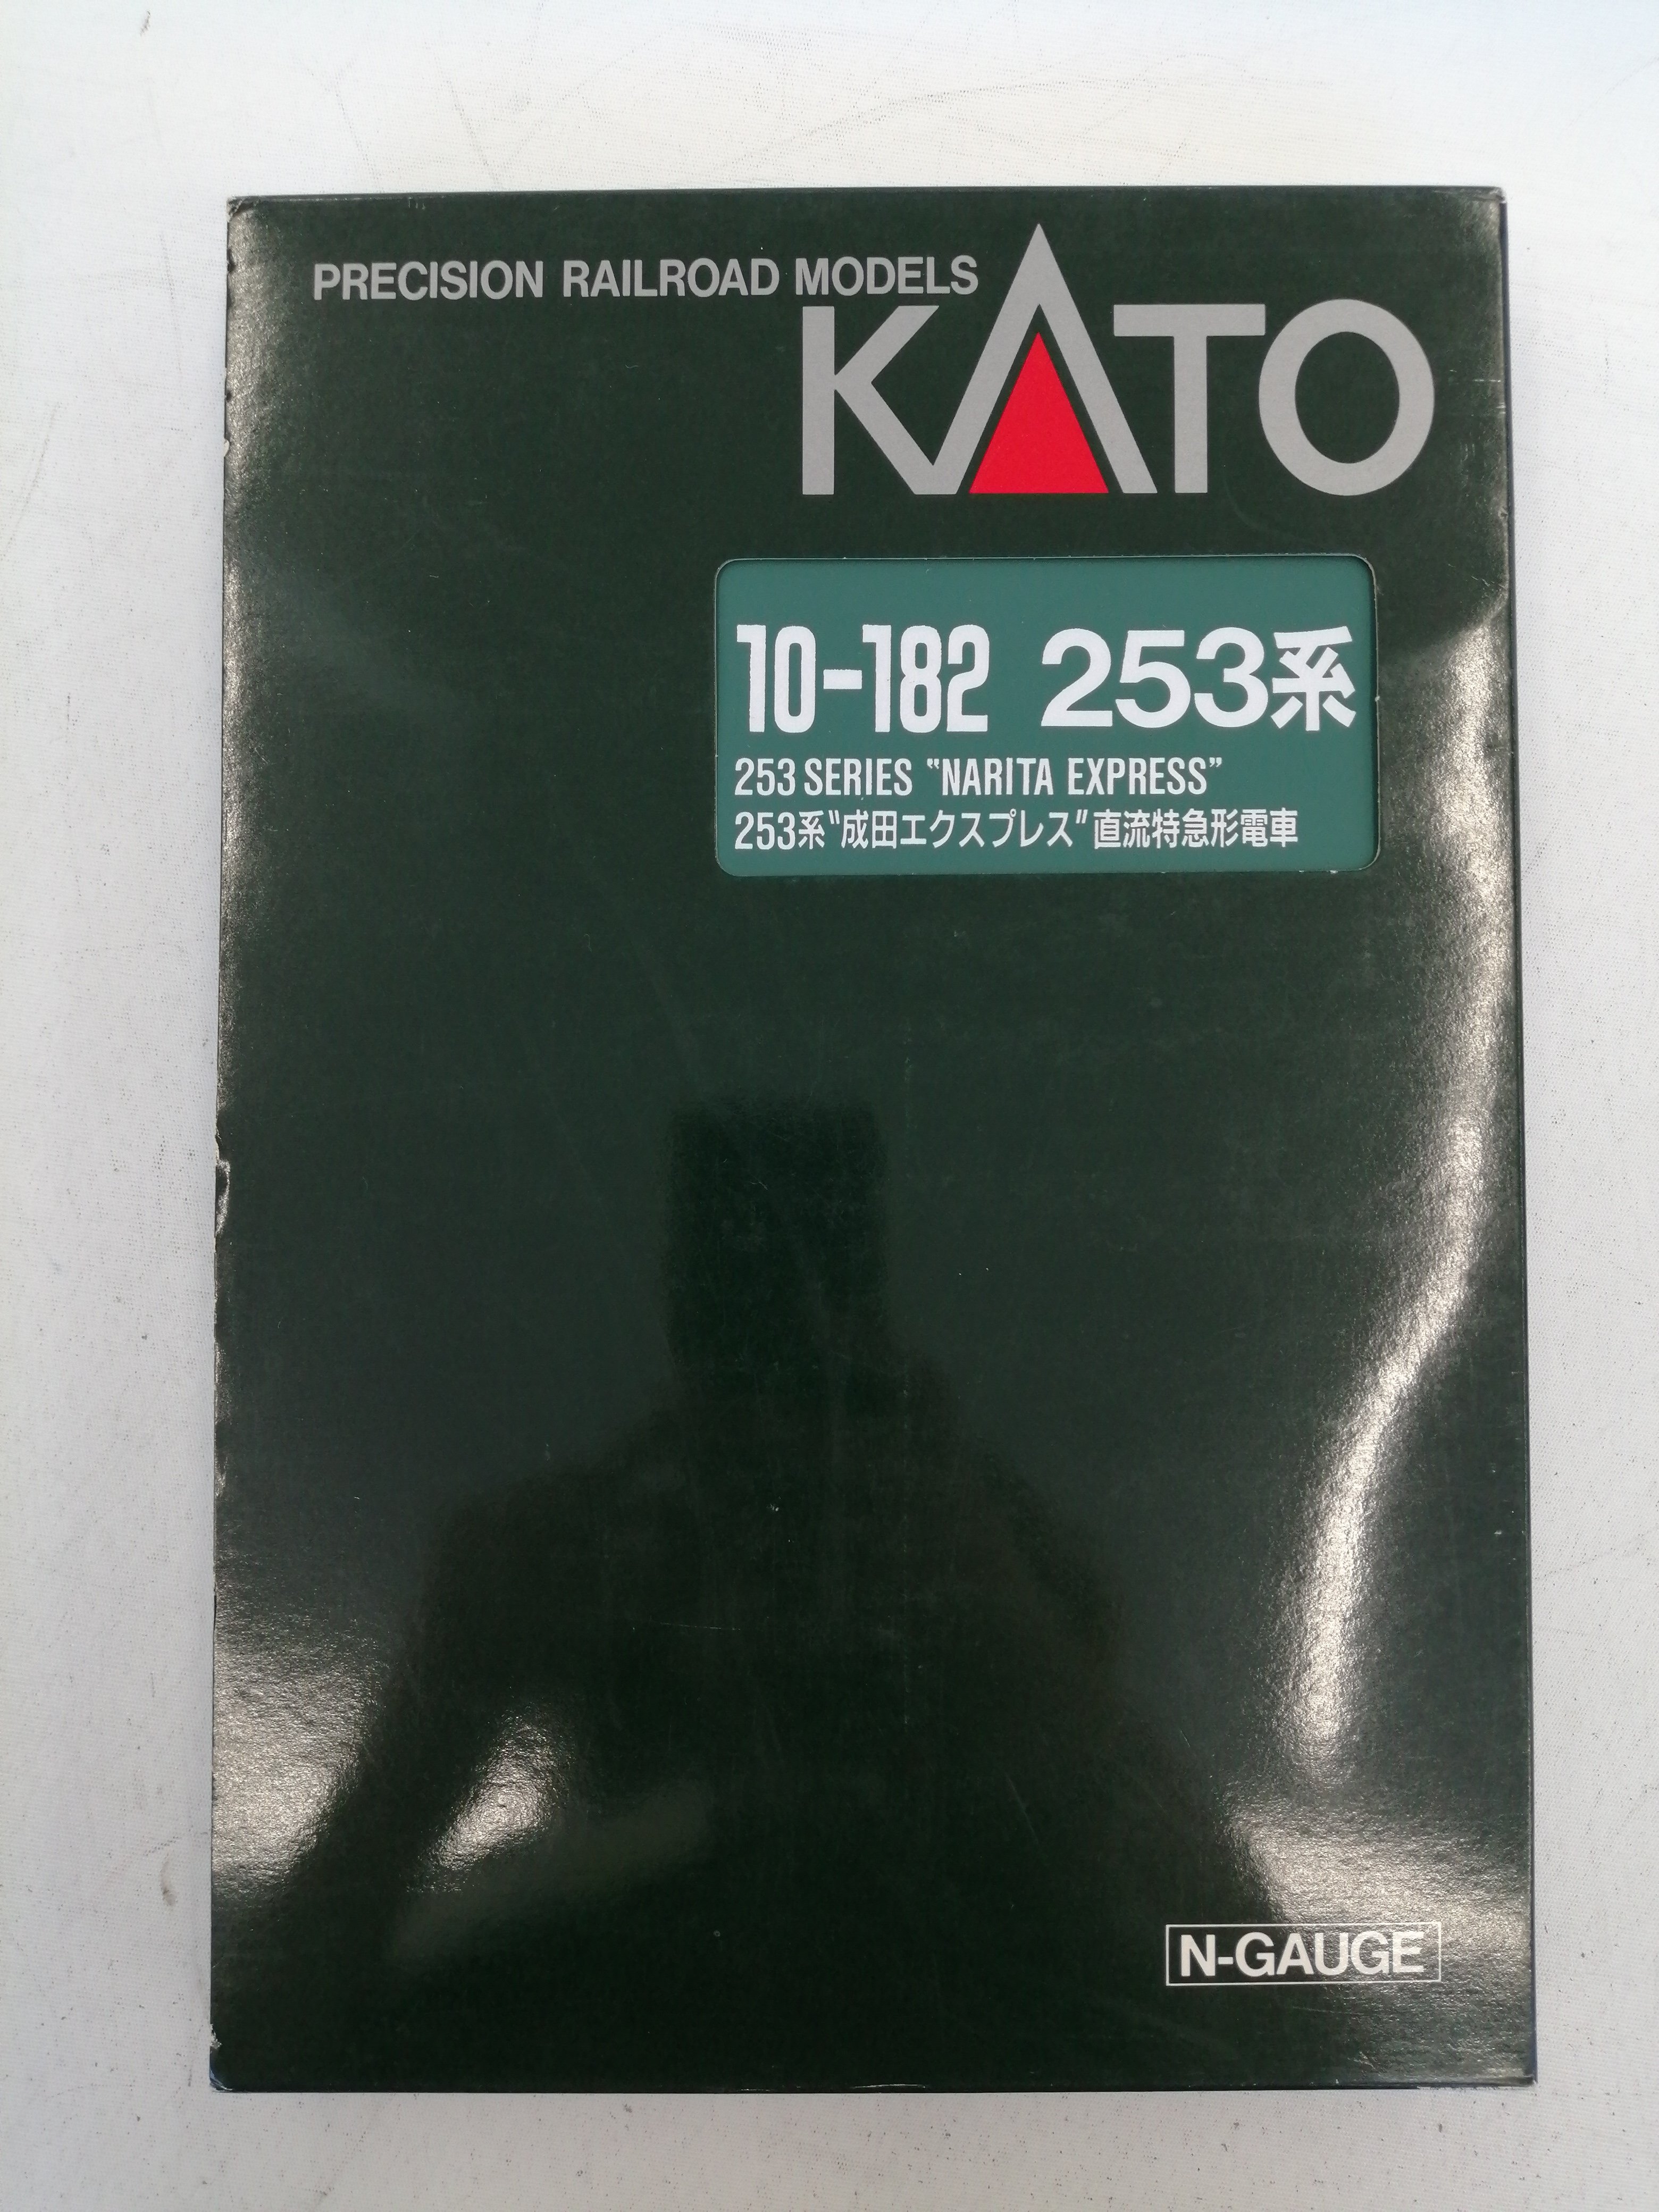 PRECISION RAILROAD MODELS
KATO
10-182 253系
253 SERIES “NARITA EXPRESS”
253系“成田エクスプレス”直流特急形電車
N-GAUGE